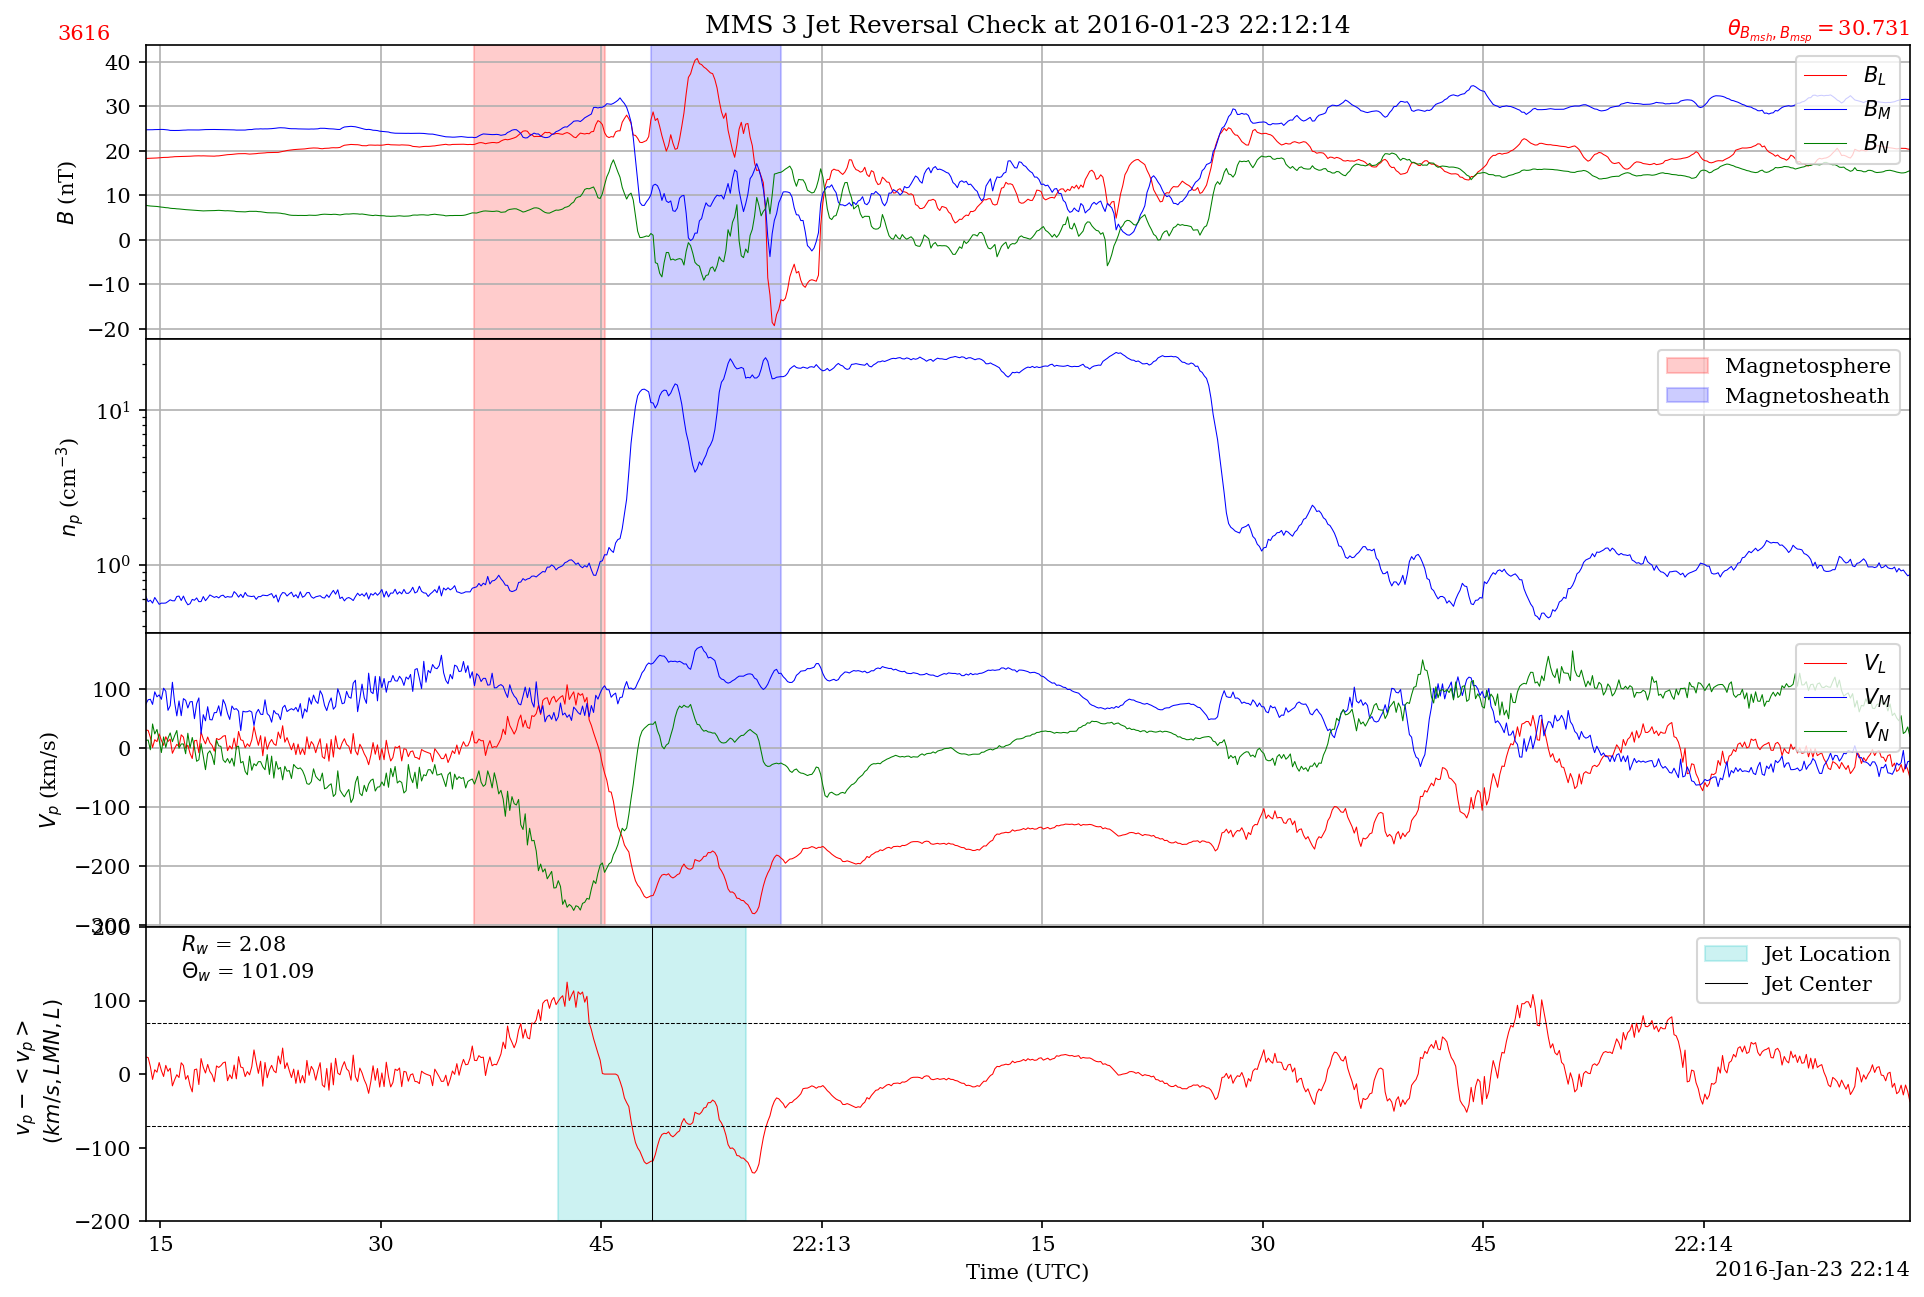 3616
MMS 3 Jet Reversal Check at 2016-01-23 22:12:14
θ_{B_{msh}, B_{msp}} = 30.731
40
30
20
10
0
−10
−20
B (nT)
B_L
B_M
B_N
10^1
10^0
n_p (cm^{−3})
Magnetosphere
Magnetosheath
100
0
−100
−200
−300
V_p (km/s)
V_L
V_M
V_N
200
100
0
−100
−200
v_p − < v_p >
(km/s, LMN, L)
R_w = 2.08
Θ_w = 101.09
Jet Location
Jet Center
15 30 45 22:13 15 30 45 22:14
Time (UTC)
2016-Jan-23 22:14